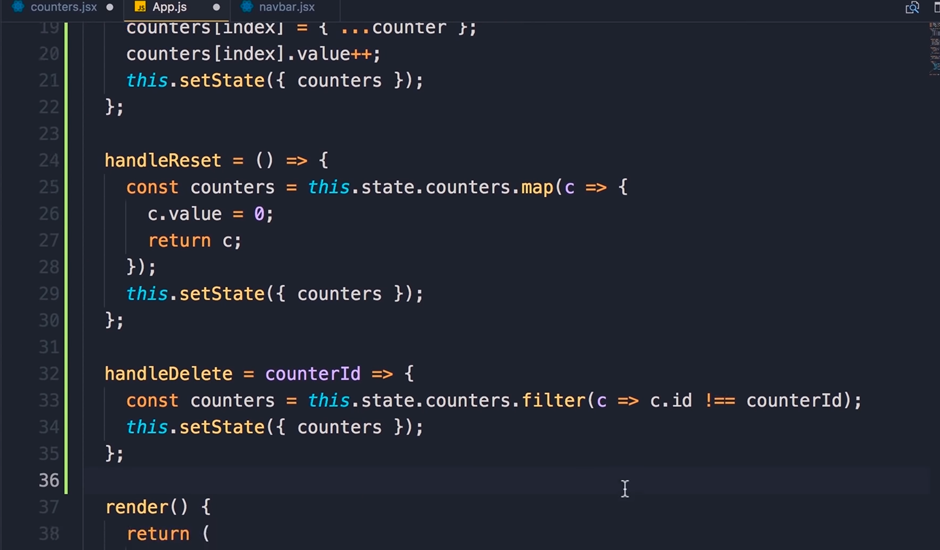 counters.jsx
JS App.js
navbar.jsx
19 counters[index] = { ...counter };
20 counters[index].value++;
21 this.setState({ counters });
22 };
23
24 handleReset = () => {
25 const counters = this.state.counters.map(c => {
26 c.value = 0;
27 return c;
28 });
29 this.setState({ counters });
30 };
31
32 handleDelete = counterId => {
33 const counters = this.state.counters.filter(c => c.id !== counterId);
34 this.setState({ counters });
35 };
36
37 render() {
38 return (